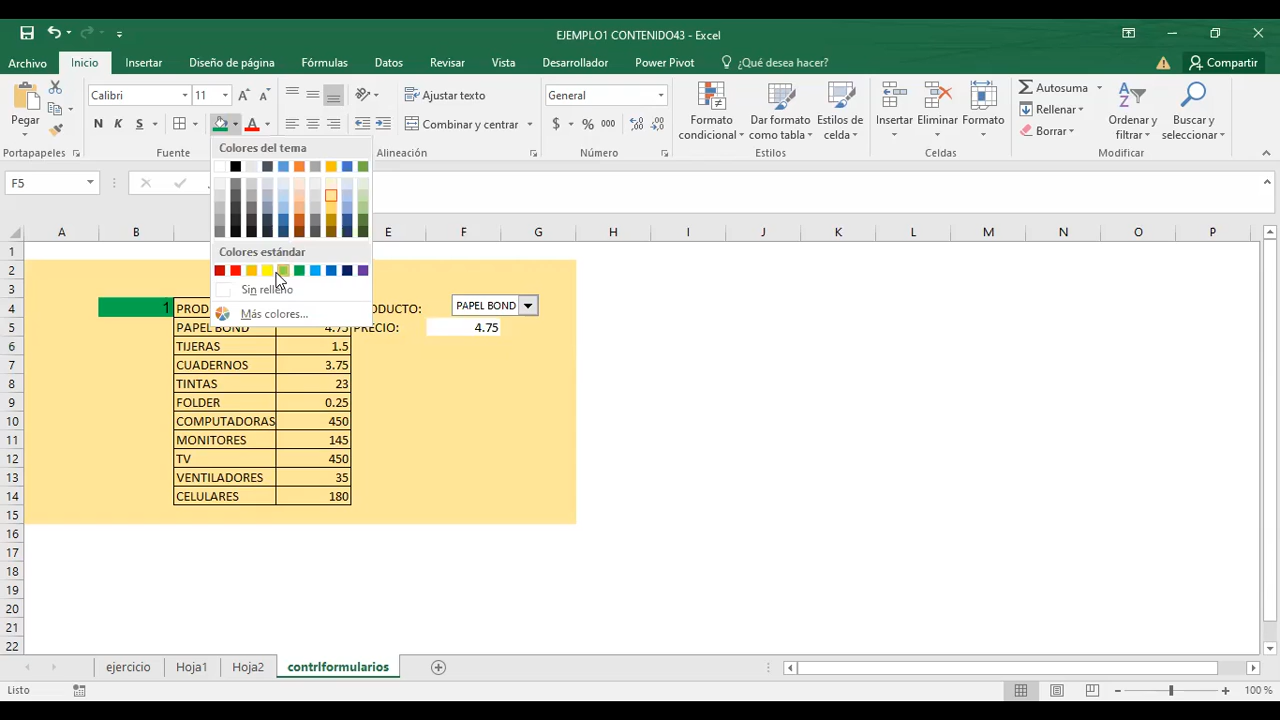 EJEMPLO1 CONTENIDO43 - Excel
Archivo Inicio Insertar Diseño de página Fórmulas Datos Revisar Vista Desarrollador Power Pivot ¿Qué desea hacer? Compartir
Pegar
Calibri 11
N K S
Ajustar texto
Combinar y centrar
General
$ % 000
Formato condicional
Dar formato como tabla
Estilos de celda
Insertar Eliminar Formato
Autosuma
Rellenar
Borrar
Ordenar y filtrar
Buscar y seleccionar
Portapapeles Fuente Alineación Número Estilos Celdas Modificar
Colores del tema
Colores estándar
Sin relleno
Más colores...
F5
A B E F G H I J K L M N O P
1
2
3
4 1 PROD ODUCTO: PAPEL BOND
5 PAPEL BOND 4.75 PRECIO: 4.75
6 TIJERAS 1.5
7 CUADERNOS 3.75
8 TINTAS 23
9 FOLDER 0.25
10 COMPUTADORAS 450
11 MONITORES 145
12 TV 450
13 VENTILADORES 35
14 CELULARES 180
15
16
17
18
19
20
21
22
ejercicio Hoja1 Hoja2 contrlformularios
Listo 100 %